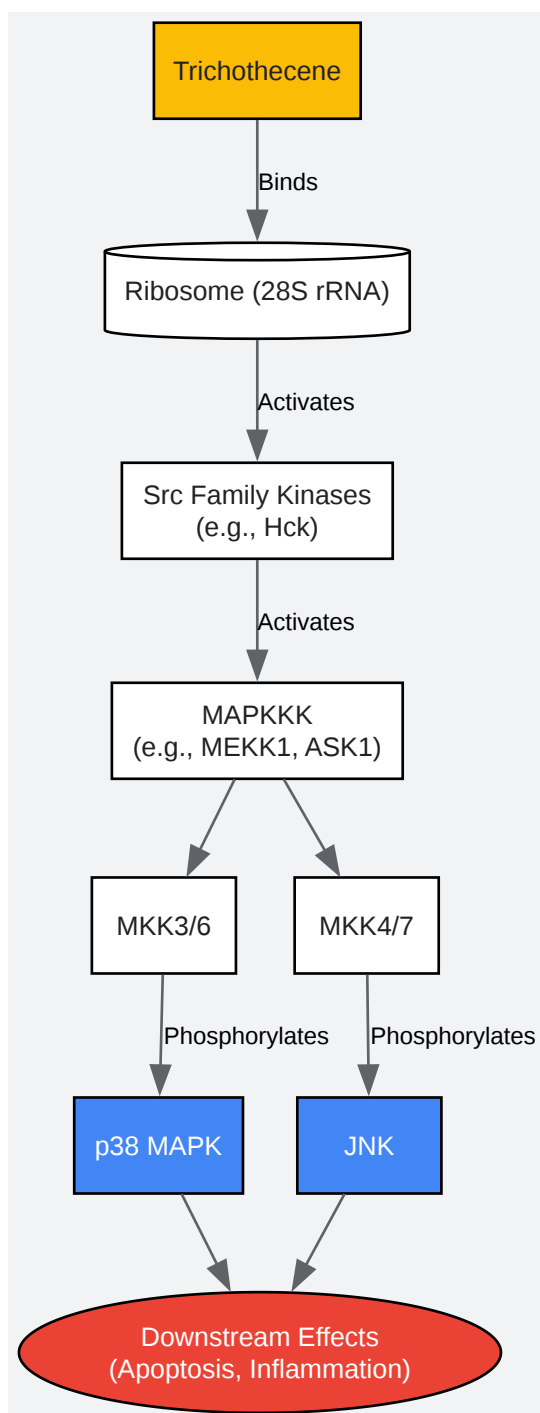 Trichothecene
Binds
Ribosome (28S rRNA)
Activates
Src Family Kinases
(e.g., Hck)
Activates
MAPKKK
(e.g., MEKK1, ASK1)
MKK3/6
MKK4/7
Phosphorylates
Phosphorylates
p38 MAPK
JNK
Downstream Effects
(Apoptosis, Inflammation)